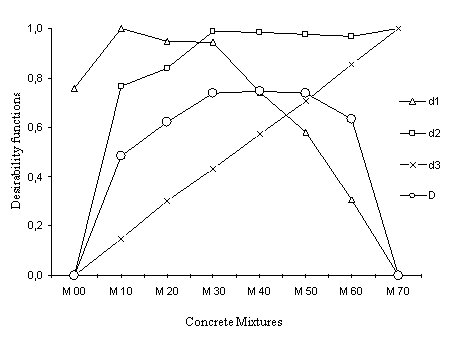 1,0
0,8
0,6
0,4
0,2
0,0
Desirability functions
M 00 M 10 M 20 M 30 M 40 M 50 M 60 M 70
Concrete Mixtures
d1
d2
d3
D